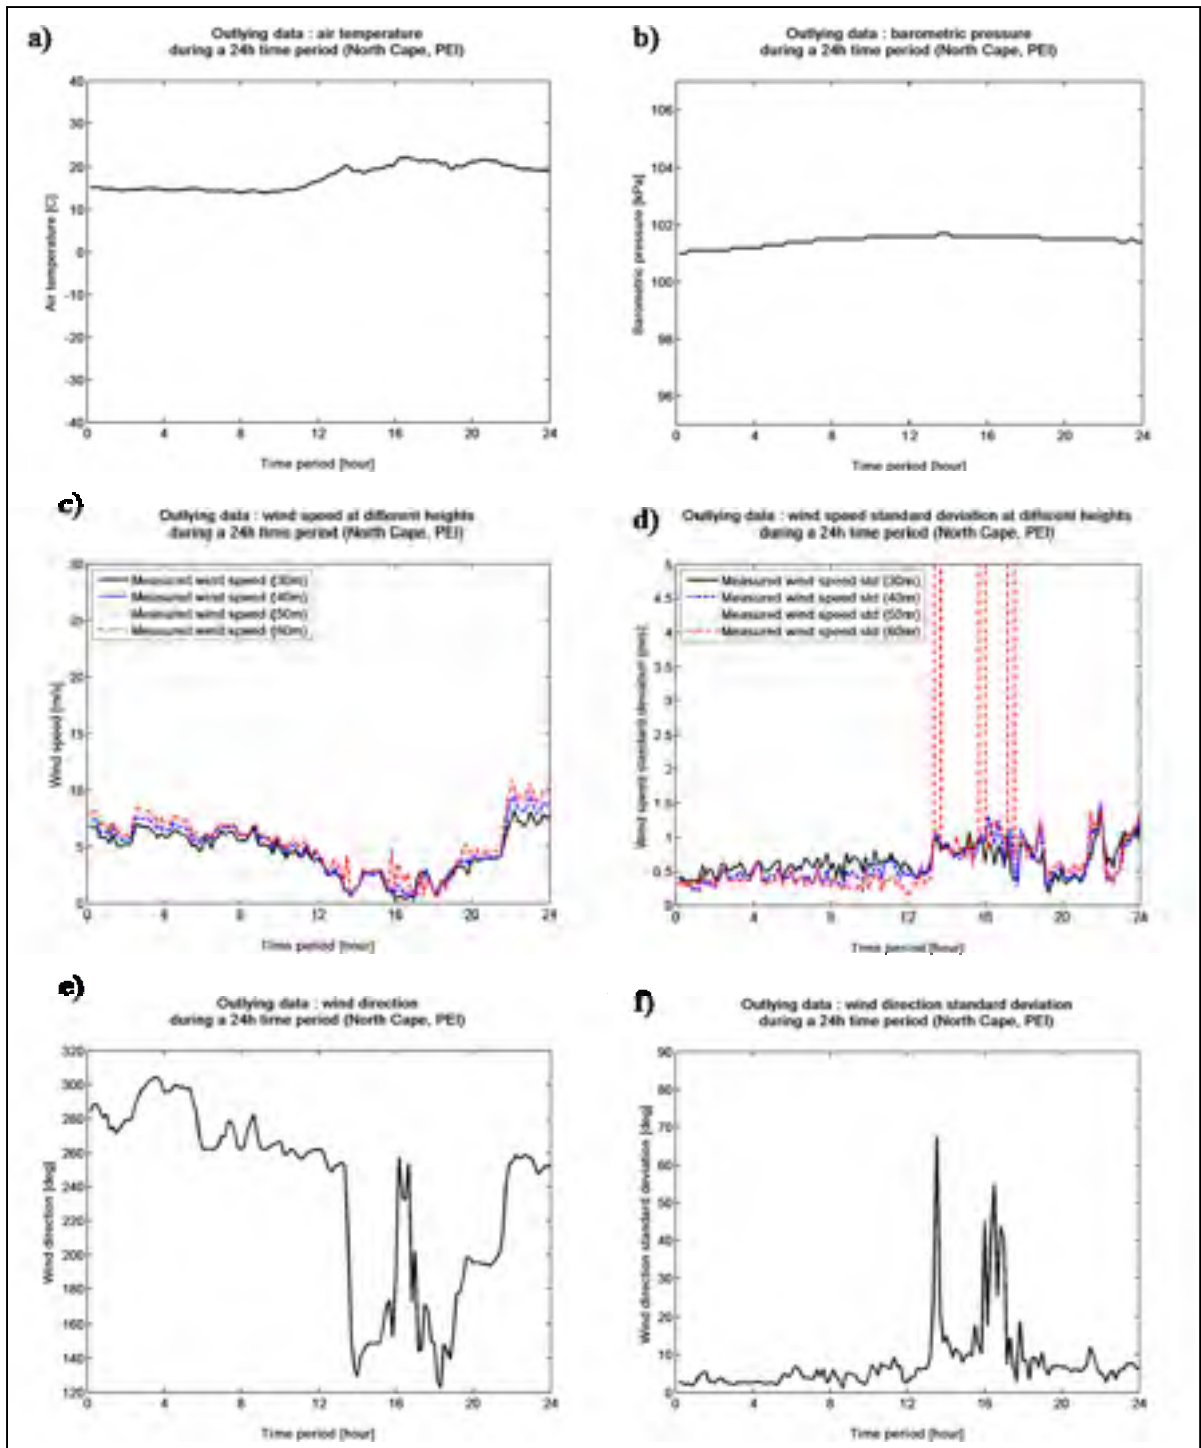 a)
Outlying data : air temperature
during a 24h time period (North Cape, PEI)
40
30
20
10
0
-10
-20
-30
-40
Air temperature [C]
0 4 8 12 16 20 24
Time period [hour]
b)
Outlying data : barometric pressure
during a 24h time period (North Cape, PEI)
106
104
102
100
98
96
Barometric pressure [kPa]
0 4 8 12 16 20 24
Time period [hour]
c)
Outlying data : wind speed at different heights
during a 24h time period (North Cape, PEI)
Measured wind speed (30m)
Measured wind speed (40m)
Measured wind speed (50m)
Measured wind speed (60m)
30
25
20
15
10
5
0
Wind speed [m/s]
0 4 8 12 16 20 24
Time period [hour]
d)
Outlying data : wind speed standard deviation at different heights
during a 24h time period (North Cape, PEI)
Measured wind speed std (30m)
Measured wind speed std (40m)
Measured wind speed std (50m)
Measured wind speed std (60m)
5
4.5
4
3.5
3
2.5
2
1.5
1
0.5
0
Wind speed standard deviation
0 4 8 12 16 20 24
Time period [hour]
e)
Outlying data : wind direction
during a 24h time period (North Cape, PEI)
320
300
280
260
240
220
200
180
160
140
120
Wind direction [deg]
0 4 8 12 16 20 24
Time period [hour]
f)
Outlying data : wind direction standard deviation
during a 24h time period (North Cape, PEI)
90
80
70
60
50
40
30
20
10
0
Wind direction standard deviation [deg]
0 4 8 12 16 20 24
Time period [hour]